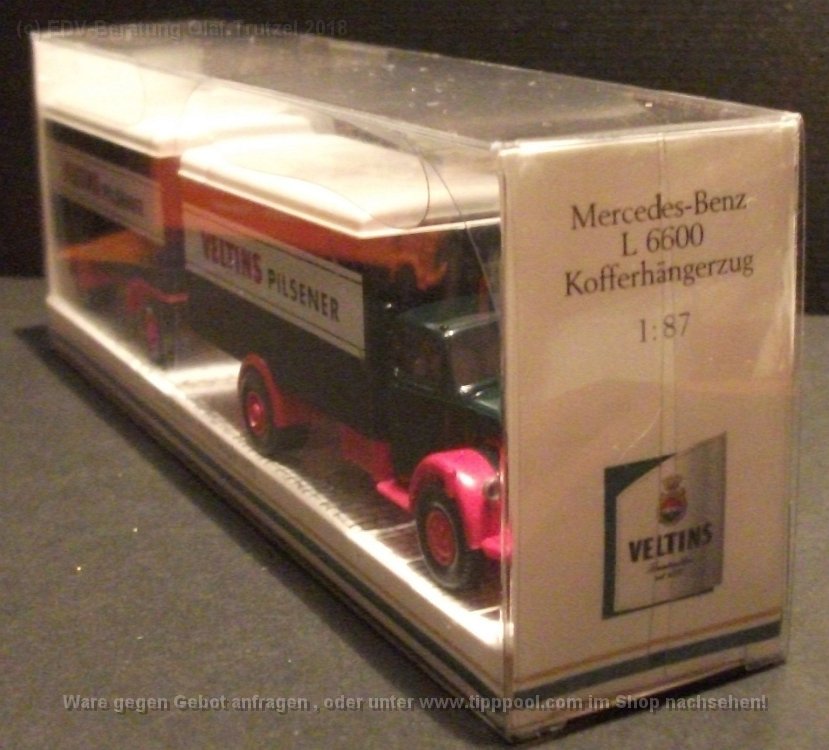 (c) EDV-Beratung Olaf Trutzel 2018
Mercedes-Benz
L 6600
Kofferhängerzug
1:87
VELTINS PILSENER
VELTINS
Ware gegen Gebot anfragen , oder unter www.tipppool.com im Shop nachsehen!